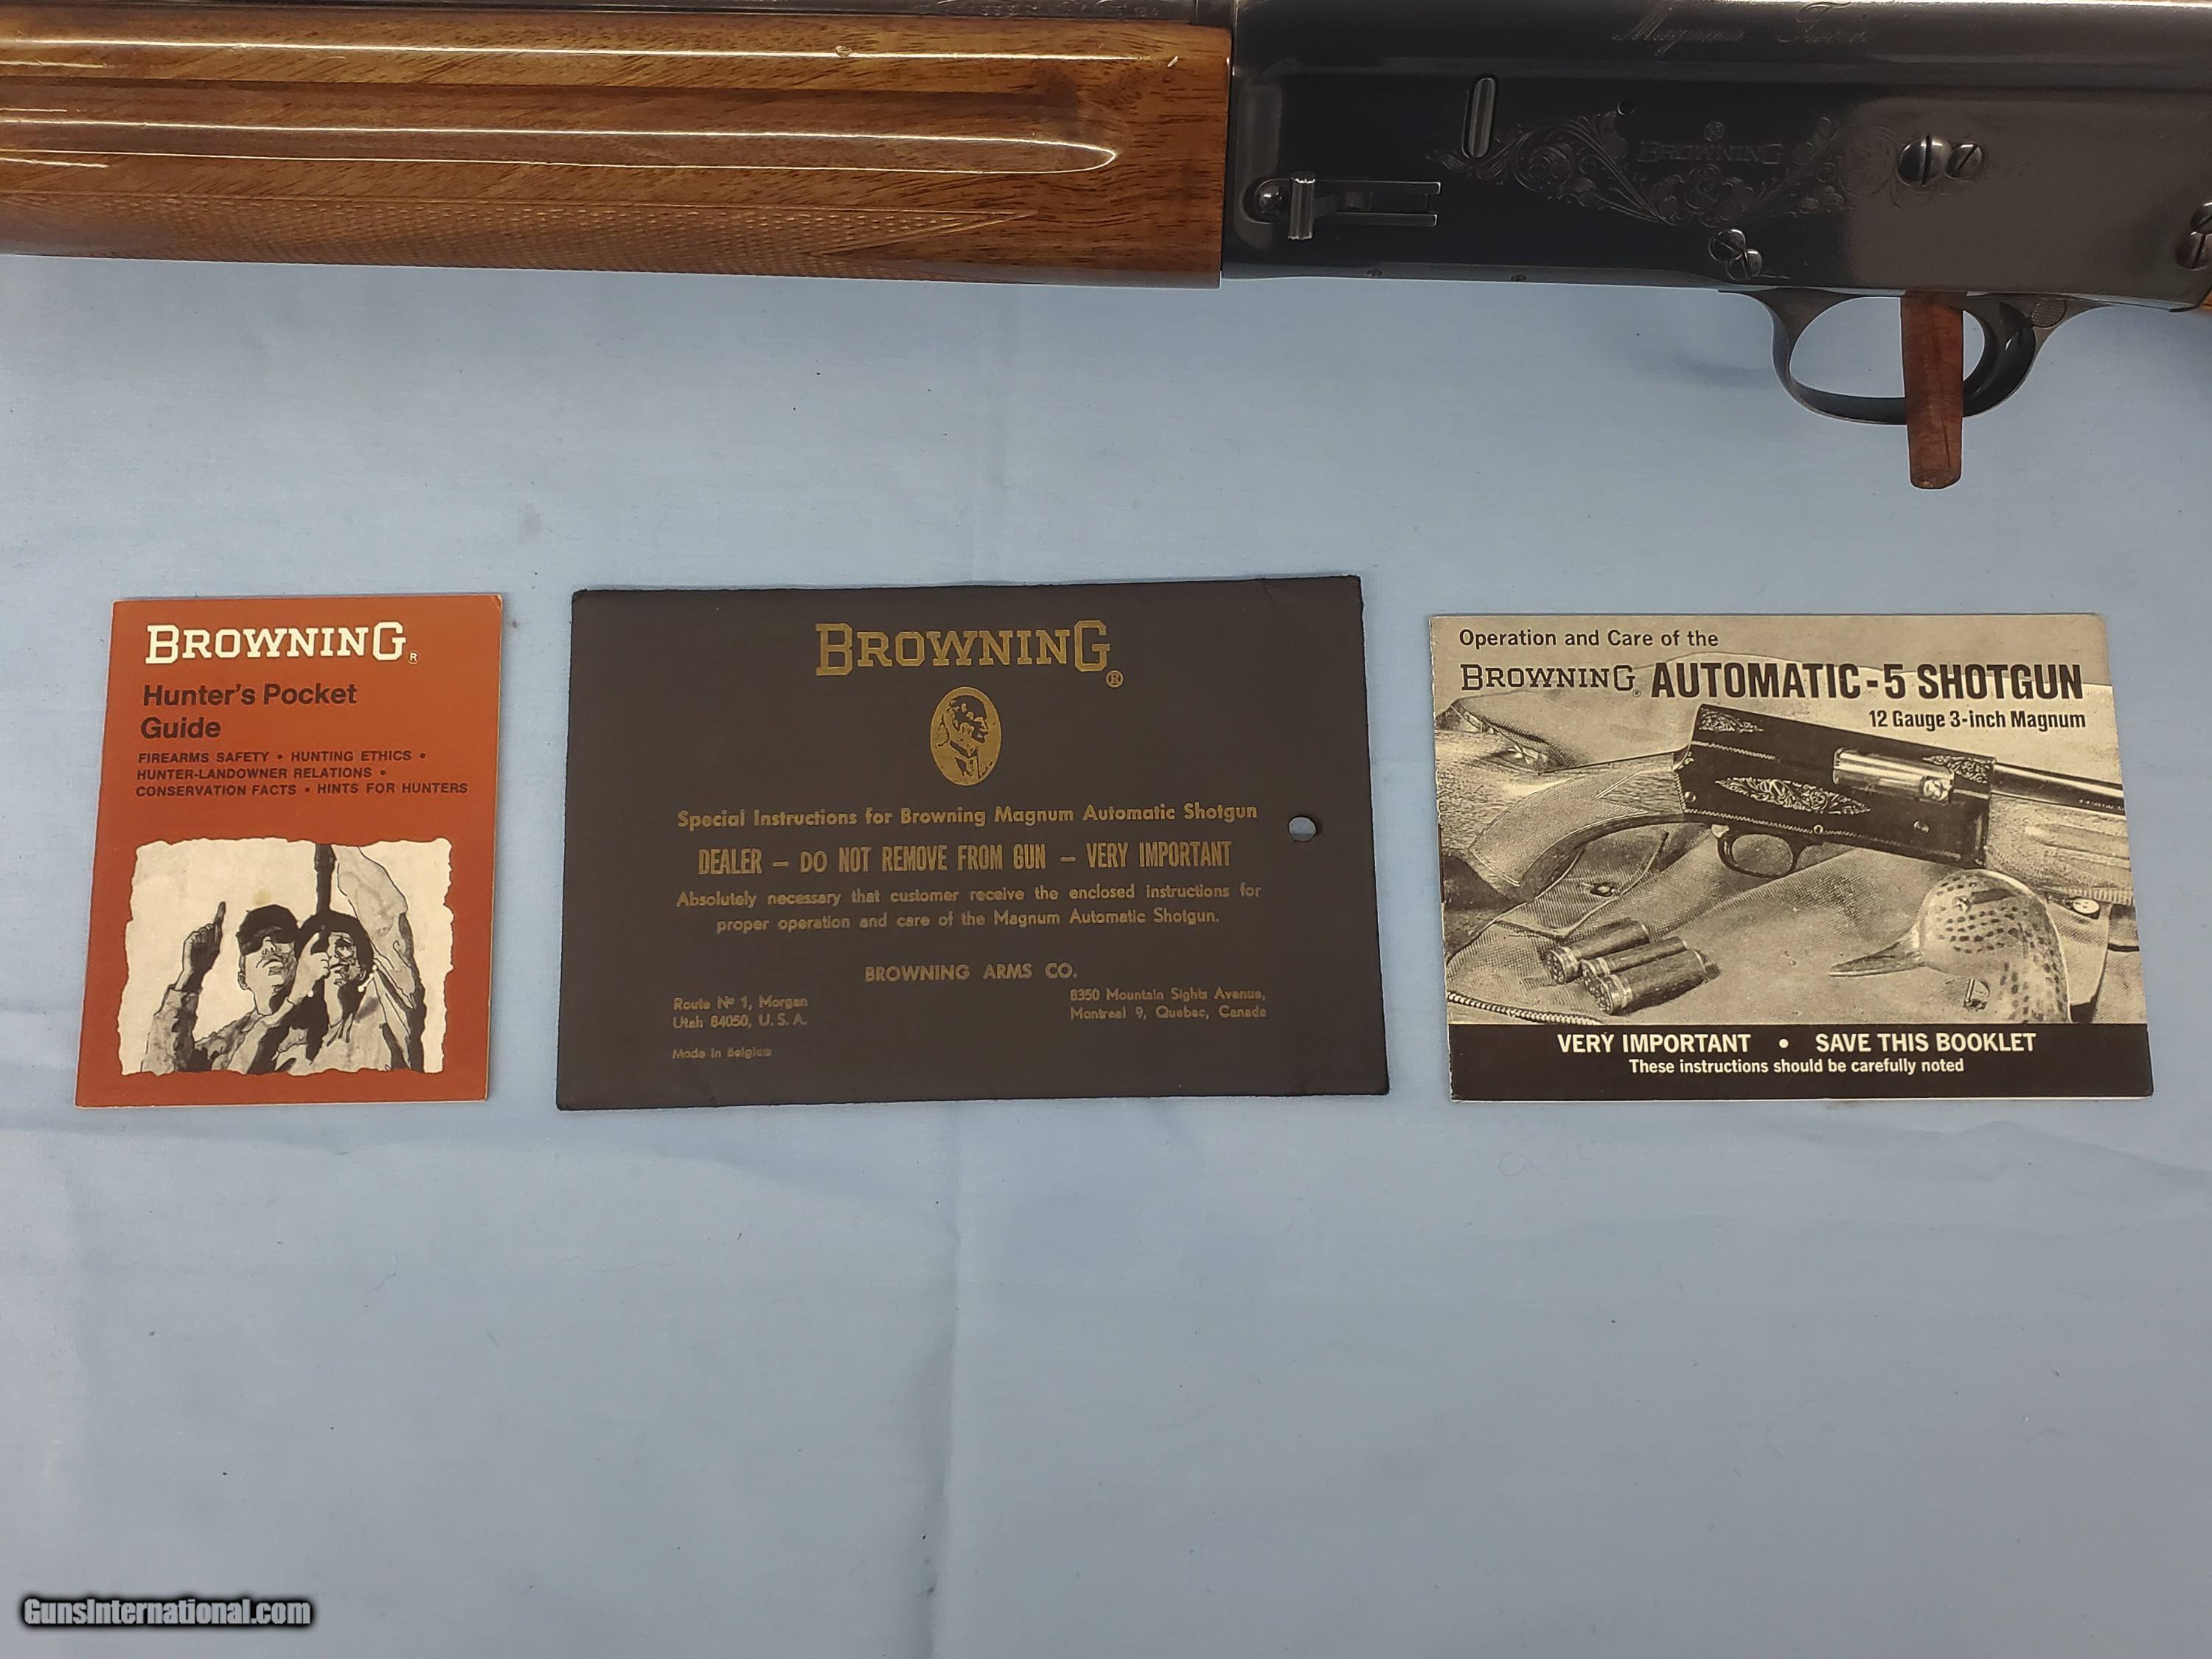 Magnum Twelve
BROWNING
BROWNING®
Hunter's Pocket
Guide
FIREARMS SAFETY • HUNTING ETHICS •
HUNTER-LANDOWNER RELATIONS •
CONSERVATION FACTS • HINTS FOR HUNTERS
BROWNING®
Special Instructions for Browning Magnum Automatic Shotgun
DEALER — DO NOT REMOVE FROM GUN — VERY IMPORTANT
Absolutely necessary that customer receive the enclosed instructions for
proper operation and care of the Magnum Automatic Shotgun.
BROWNING ARMS CO.
Route Nº 1, Morgan
Utah 84050, U.S.A.
8350 Mountain Sights Avenue,
Montreal 9, Quebec, Canada
Made in Belgium
Operation and Care of the
BROWNING® AUTOMATIC-5 SHOTGUN
12 Gauge 3-inch Magnum
VERY IMPORTANT • SAVE THIS BOOKLET
These instructions should be carefully noted
GunsInternational.com